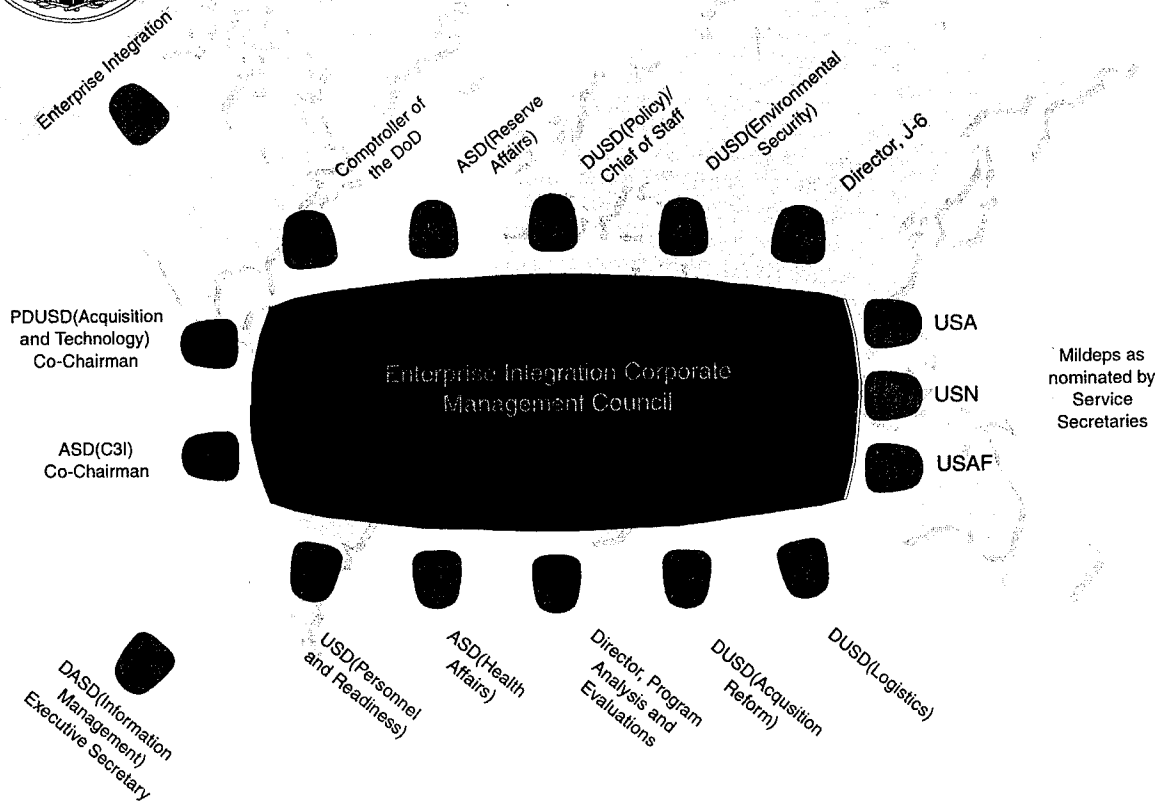 Enterprise Integration
Comptroller of
the DoD
ASD(Reserve
Affairs)
DUSD(Policy)/
Chief of Staff
DUSD(Environmental
Security)
Director, J-6
PDUSD(Acquisition
and Technology)
Co-Chairman
ASD(C3I)
Co-Chairman
Enterprise Integration Corporate
Management Council
USA
USN
USAF
Mildeps as
nominated by
Service
Secretaries
DASD(Information
Management)
Executive Secretary
USD(Personnel
and Readiness)
ASD(Health
Affairs)
Director, Program
Analysis and
Evaluations
DUSD(Acqusition
Reform)
DUSD(Logistics)